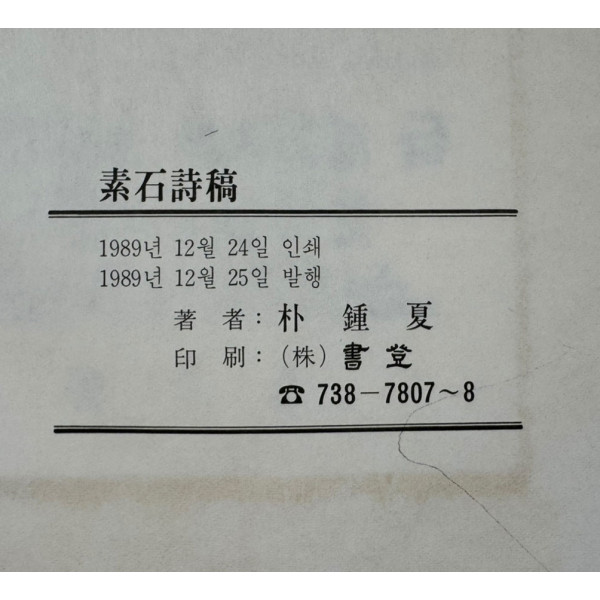 素石詩稿
1989년 12월 24일 인쇄
1989년 12월 25일 발행
著 者 : 朴 鍾 夏
印 刷 : (株) 書 登
☎ 738-7807～8